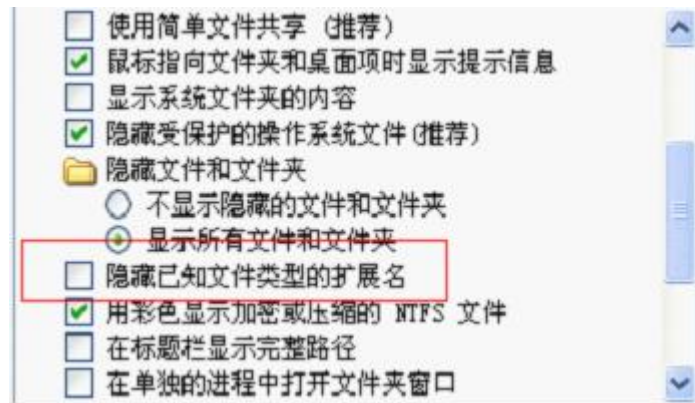 使用简单文件共享 (推荐)
鼠标指向文件夹和桌面项时显示提示信息
显示系统文件夹的内容
隐藏受保护的操作系统文件(推荐)
隐藏文件和文件夹
不显示隐藏的文件和文件夹
显示所有文件和文件夹
隐藏已知文件类型的扩展名
用彩色显示加密或压缩的 NTFS 文件
在标题栏显示完整路径
在单独的进程中打开文件夹窗口